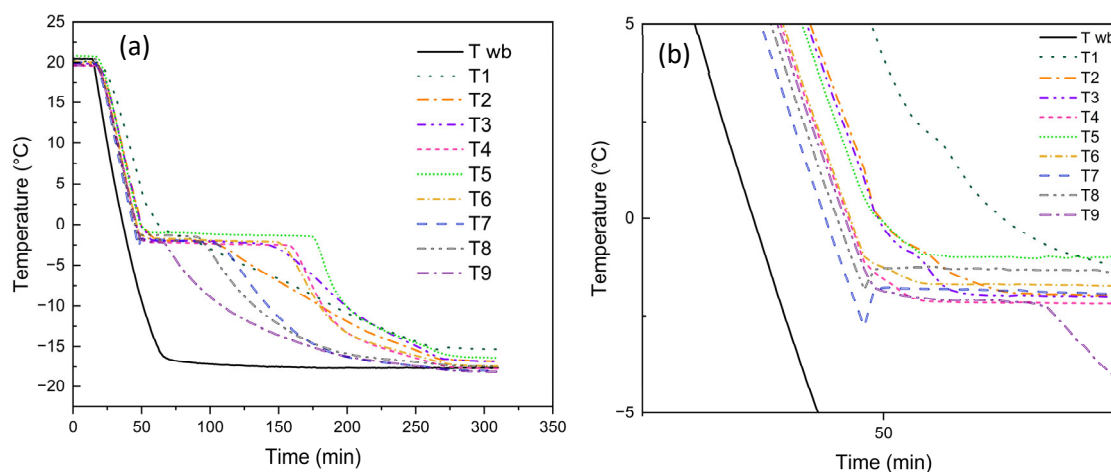 (a)
25
20
15
10
5
0
−5
−10
−15
−20
Temperature (°C)
0 50 100 150 200 250 300 350
Time (min)
T wb
T1
T2
T3
T4
T5
T6
T7
T8
T9
(b)
5
0
-5
Temperature (°C)
50
Time (min)
T wb
T1
T2
T3
T4
T5
T6
T7
T8
T9